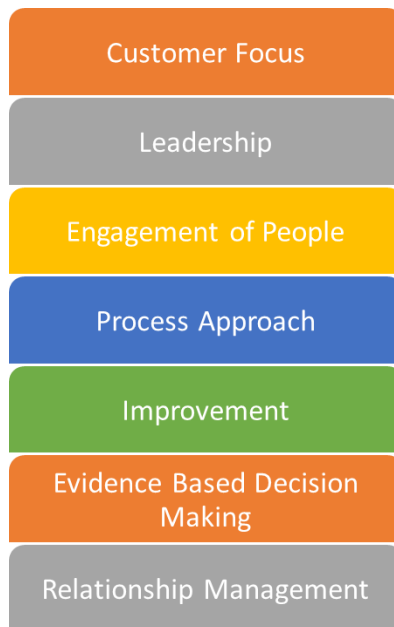 Customer Focus
Leadership
Engagement of People
Process Approach
Improvement
Evidence Based Decision
Making
Relationship Management